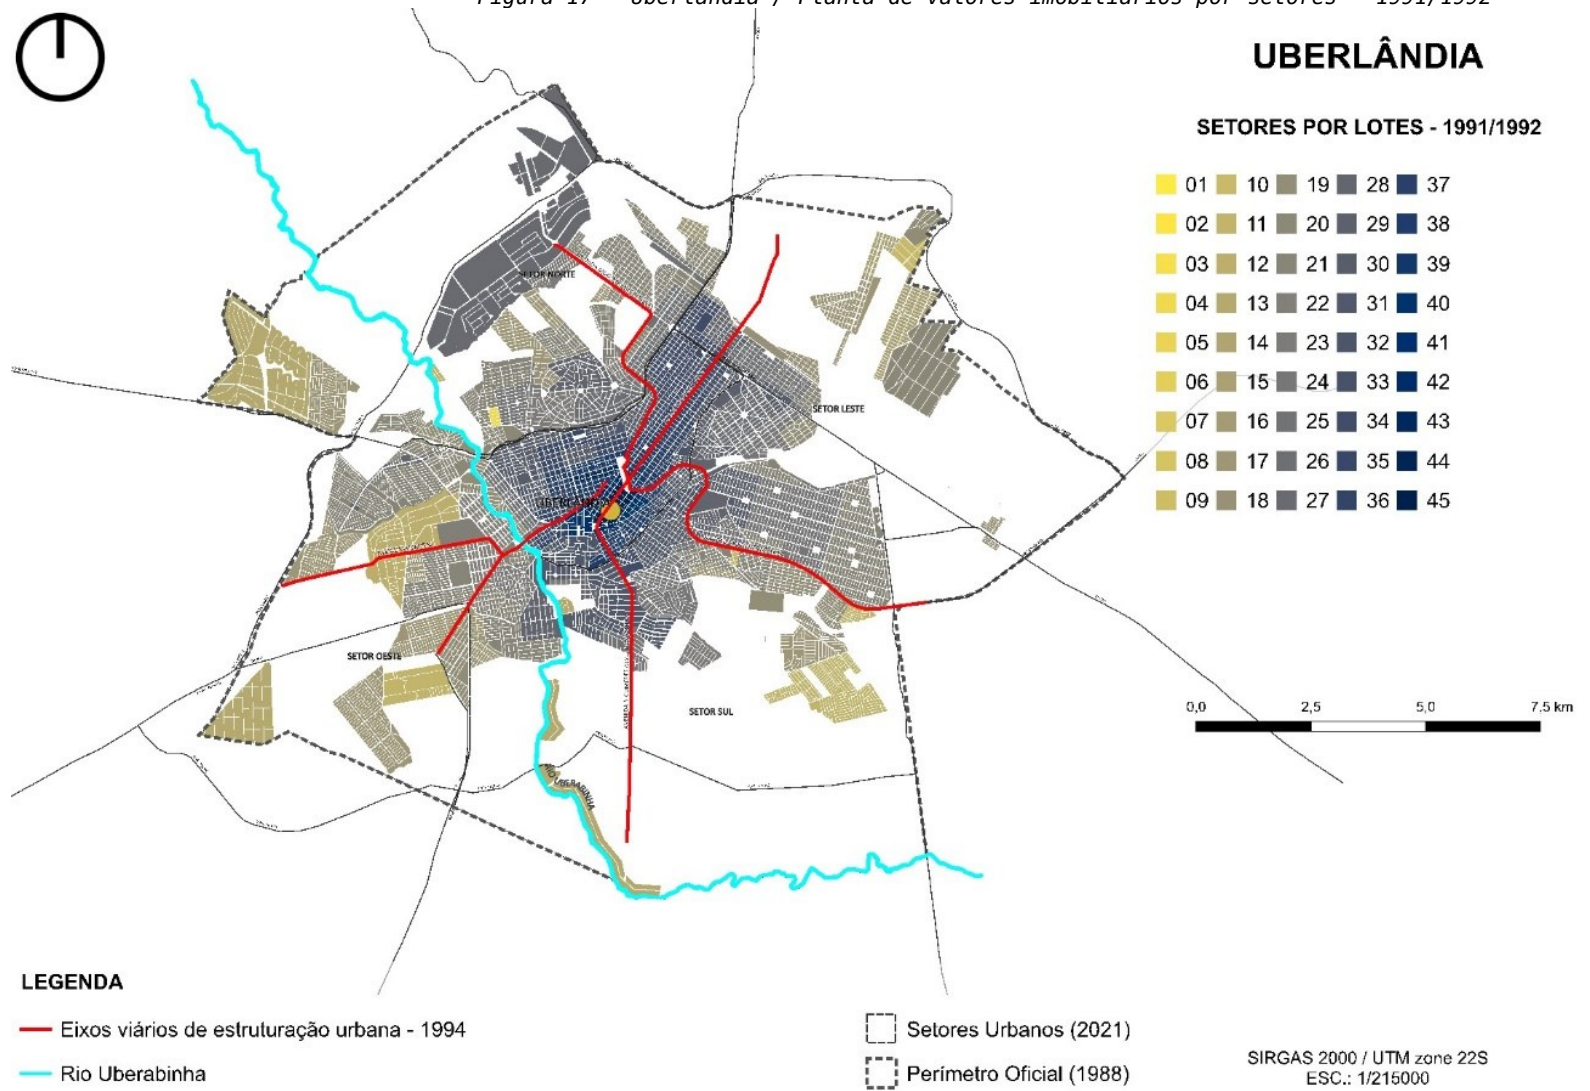 Figura 17 - Uberlândia / Planta de valores imobiliários por setores - 1991/1992
UBERLÂNDIA
SETORES POR LOTES - 1991/1992
01 10 19 28 37
02 11 20 29 38
03 12 21 30 39
04 13 22 31 40
05 14 23 32 41
06 15 24 33 42
07 16 25 34 43
08 17 26 35 44
09 18 27 36 45
SETOR NORTE
SETOR LESTE
SETOR OESTE
SETOR SUL
RIO UBERABINHA
0,0 2,5 5,0 7,5 km
LEGENDA
Eixos viários de estruturação urbana - 1994
Rio Uberabinha
Setores Urbanos (2021)
Perímetro Oficial (1988)
SIRGAS 2000 / UTM zone 22S
ESC.: 1/215000